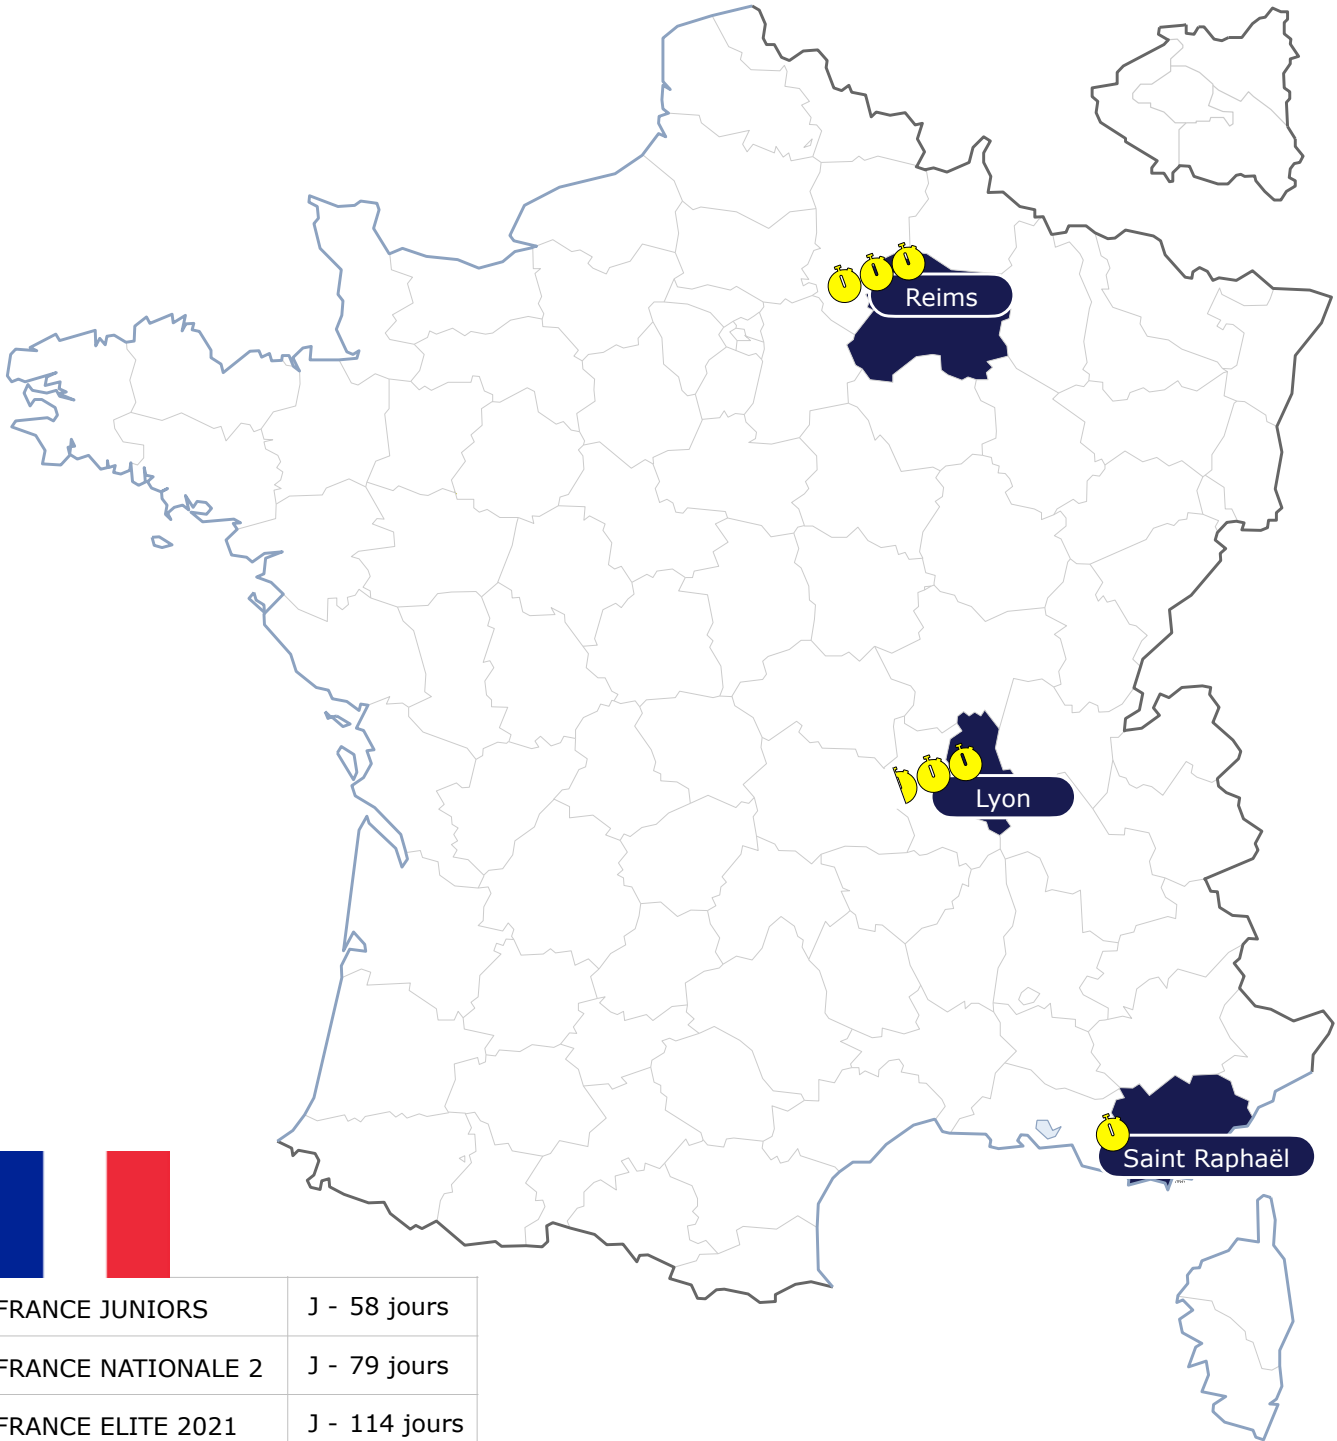 Reims
Lyon
Saint Raphaël
FRANCE JUNIORS J - 58 jours
FRANCE NATIONALE 2 J - 79 jours
FRANCE ELITE 2021 J - 114 jours